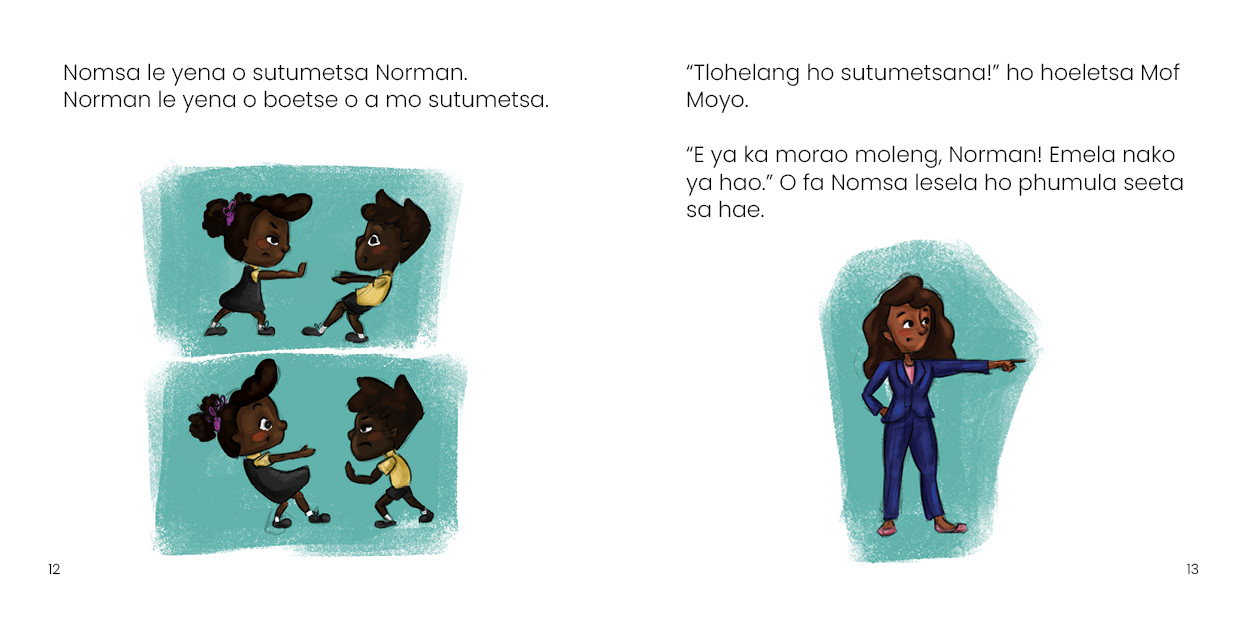 Nomsa le yena o sutumetsa Norman.
Norman le yena o boetse o a mo sutumetsa.
12
“Tlohelang ho sutumetsana!” ho hoeletsa Mof
Moyo.
“E ya ka morao moleng, Norman! Emela nako
ya hao.” O fa Nomsa lesela ho phumula seeta
sa hae.
13